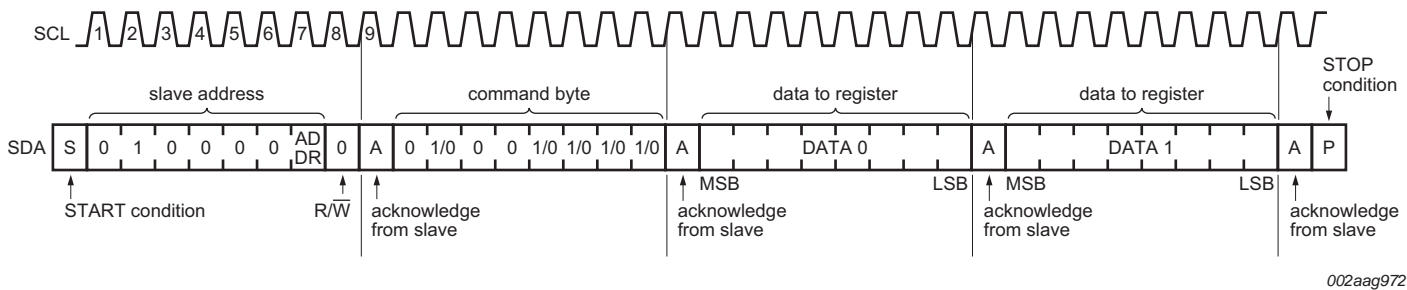 SCL 1 2 3 4 5 6 7 8 9
STOP
condition
slave address command byte data to register data to register
SDA S 0 1 0 0 0 0 AD DR 0 A 0 1/0 0 0 1/0 1/0 1/0 1/0 A DATA 0 A DATA 1 A P
MSB LSB MSB LSB
START condition R/W̅ acknowledge acknowledge acknowledge acknowledge
from slave from slave from slave from slave
002aag972